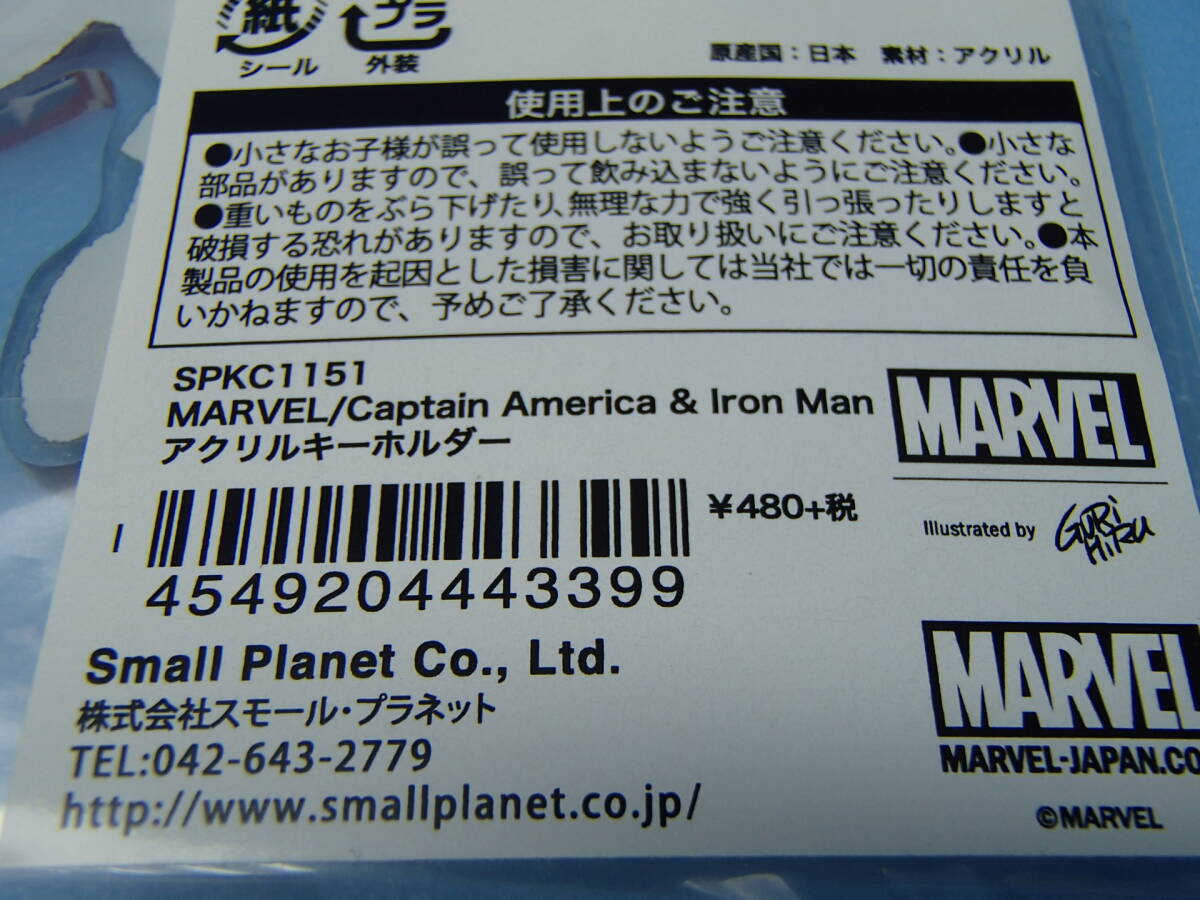 紙
プラ
シール
外装
原産国：日本 素材：アクリル
使用上のご注意
●小さなお子様が誤って使用しないようご注意ください。●小さな
部品がありますので、誤って飲み込まないようにご注意ください。
●重いものをぶら下げたり、無理な力で強く引っ張ったりしますと
破損する恐れがありますので、お取り扱いにご注意ください。●本
製品の使用を起因とした損害に関しては当社では一切の責任を負
いかねますので、予めご了承ください。
SPKC1151
MARVEL/Captain America & Iron Man
アクリルキーホルダー
MARVEL
I
¥480+税
4549204443399
Illustrated by GURiHiRU
Small Planet Co., Ltd.
株式会社スモール・プラネット
TEL:042-643-2779
http://www.smallplanet.co.jp/
MARVEL
MARVEL-JAPAN.CO
©MARVEL